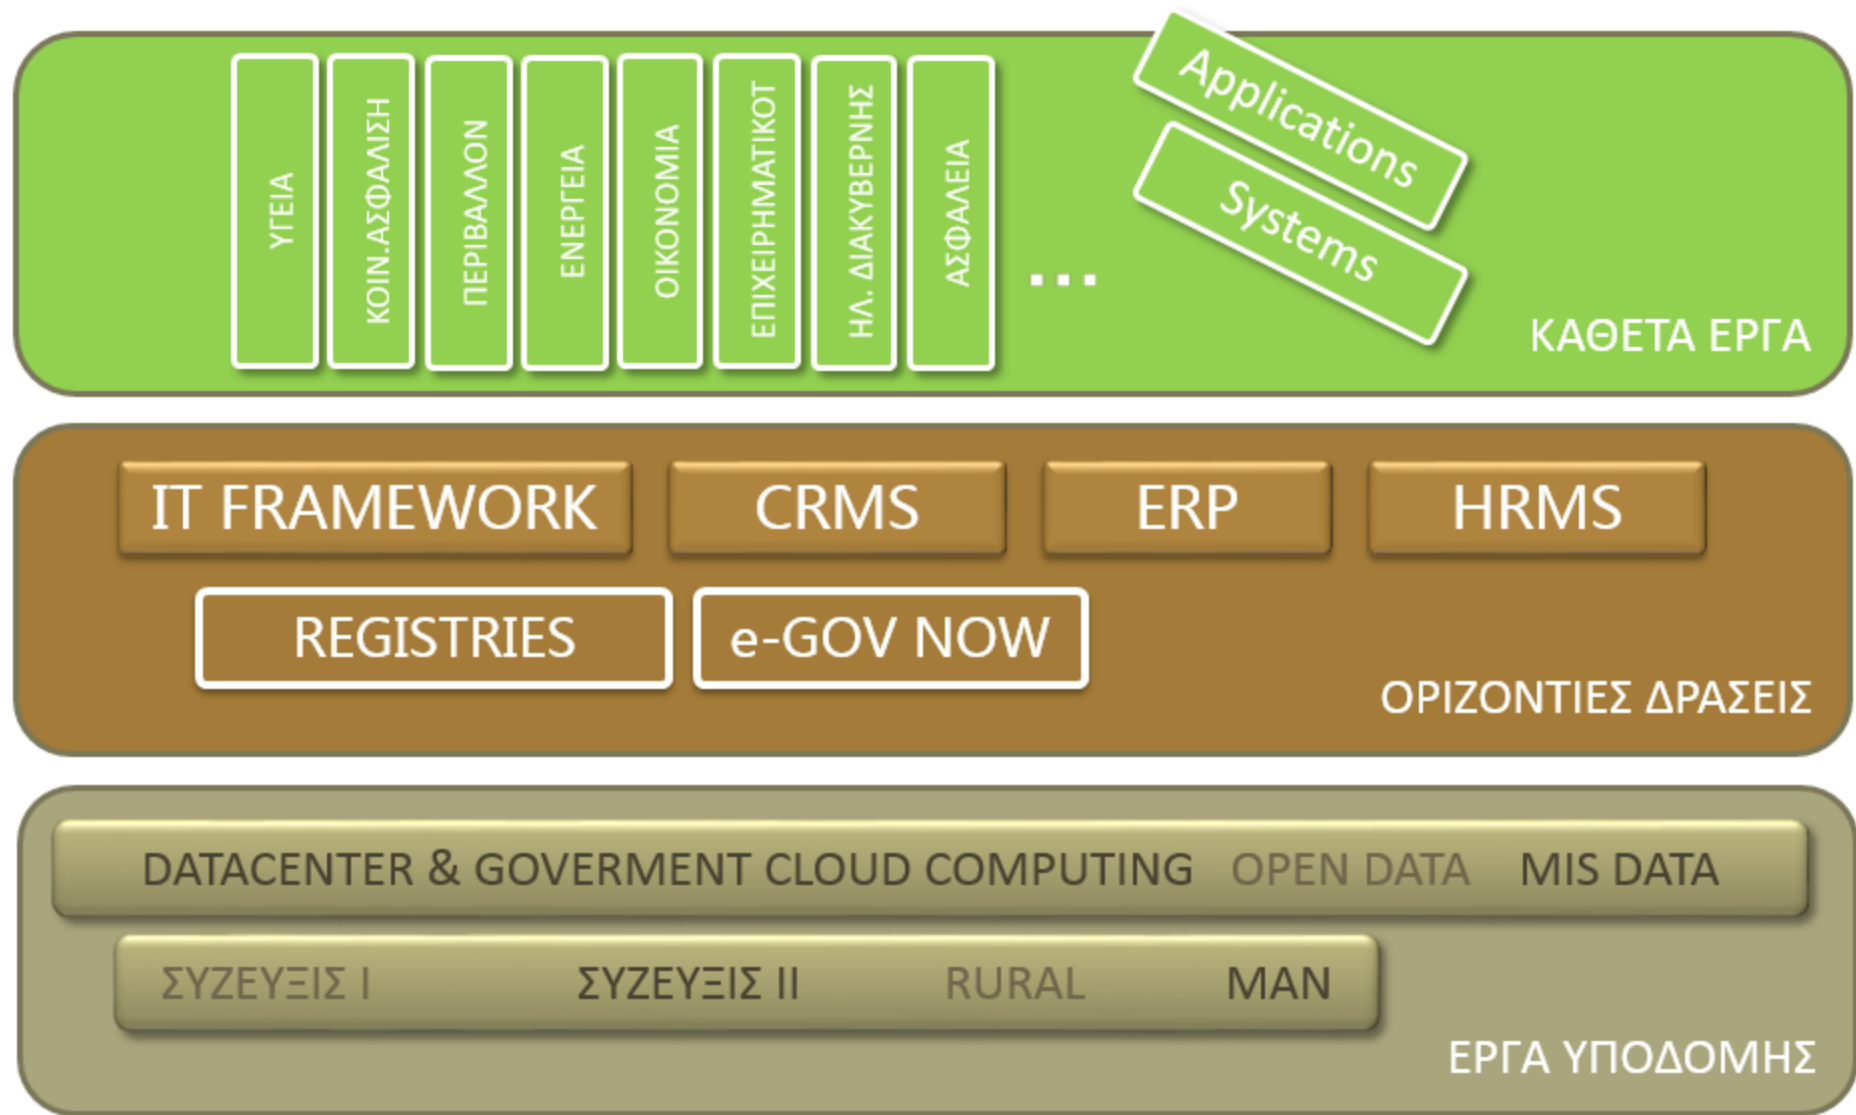 ΥΓΕΙΑ
ΚΟΙΝ.ΑΣΦΑΛΙΣΗ
ΠΕΡΙΒΑΛΛΟΝ
ΕΝΕΡΓΕΙΑ
ΟΙΚΟΝΟΜΙΑ
ΕΠΙΧΕΙΡΗΜΑΤΙΚΟΤ
ΗΛ. ΔΙΑΚΥΒΕΡΝΗΣ
ΑΣΦΑΛΕΙΑ
...
Applications
Systems
ΚΑΘΕΤΑ ΕΡΓΑ
IT FRAMEWORK
CRMS
ERP
HRMS
REGISTRIES
e-GOV NOW
ΟΡΙΖΟΝΤΙΕΣ ΔΡΑΣΕΙΣ
DATACENTER & GOVERMENT CLOUD COMPUTING OPEN DATA MIS DATA
ΣΥΖΕΥΞΙΣ Ι ΣΥΖΕΥΞΙΣ ΙΙ RURAL MAN
ΕΡΓΑ ΥΠΟΔΟΜΗΣ